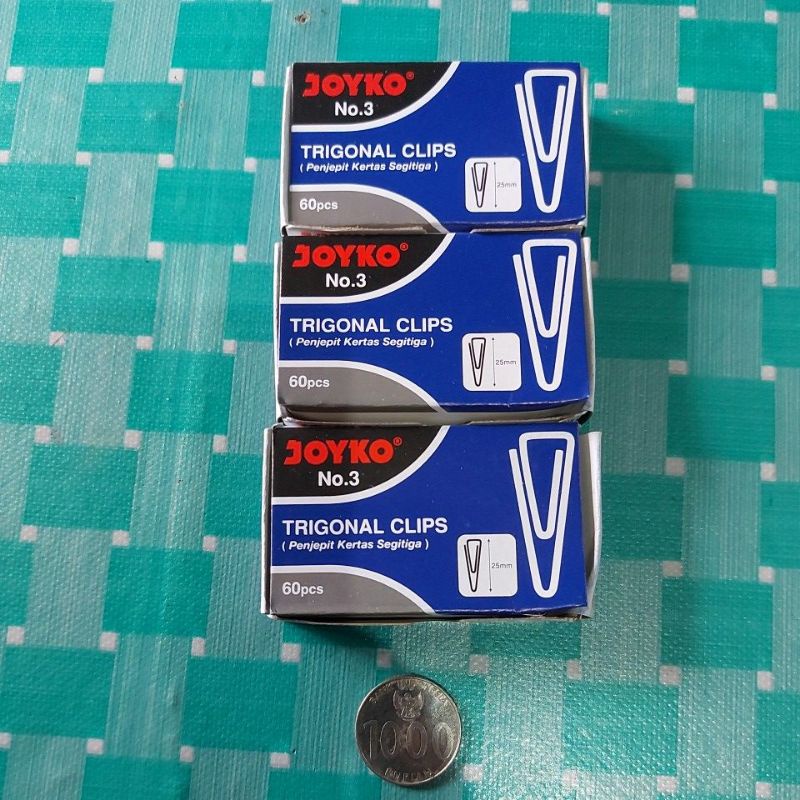 JOYKO®
No.3
TRIGONAL CLIPS
( Penjepit Kertas Segitiga )
25mm
60pcs
JOYKO®
No.3
TRIGONAL CLIPS
( Penjepit Kertas Segitiga )
25mm
60pcs
JOYKO®
No.3
TRIGONAL CLIPS
( Penjepit Kertas Segitiga )
25mm
60pcs
1000